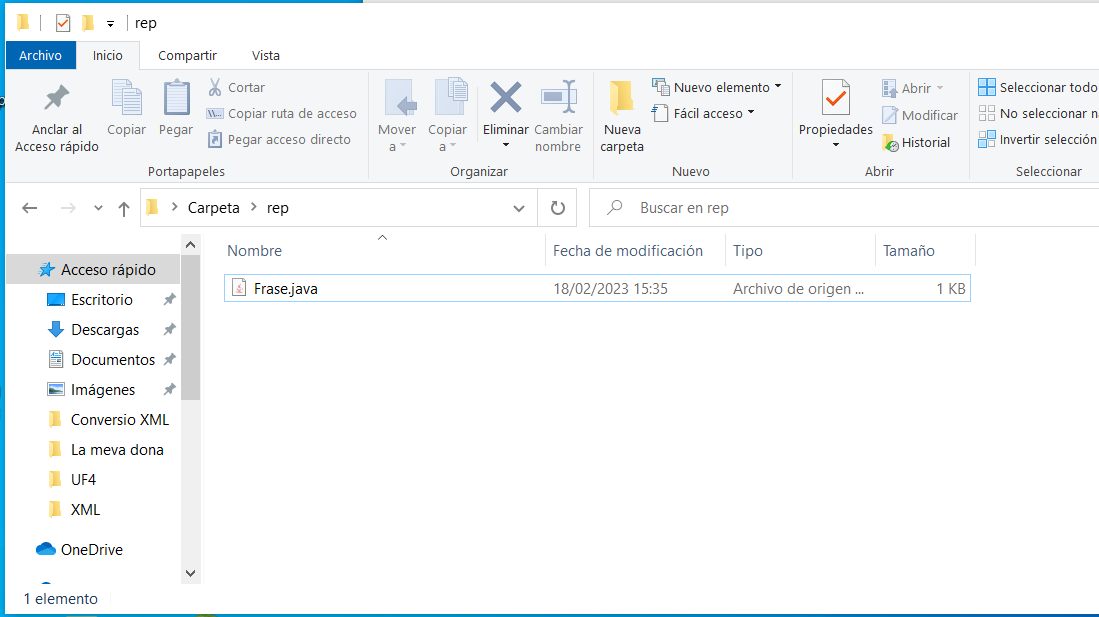 rep
Archivo Inicio Compartir Vista
Anclar al Acceso rápido
Copiar
Pegar
Cortar
Copiar ruta de acceso
Pegar acceso directo
Portapapeles
Mover a
Copiar a
Eliminar
Cambiar nombre
Organizar
Nueva carpeta
Nuevo elemento
Fácil acceso
Nuevo
Propiedades
Abrir
Modificar
Historial
Abrir
Seleccionar todo
No seleccionar
Invertir selección
Seleccionar
Carpeta rep
Buscar en rep
Nombre Fecha de modificación Tipo Tamaño
Frase.java 18/02/2023 15:35 Archivo de origen ... 1 KB
Acceso rápido
Escritorio
Descargas
Documentos
Imágenes
Conversio XML
La meva dona
UF4
XML
OneDrive
1 elemento